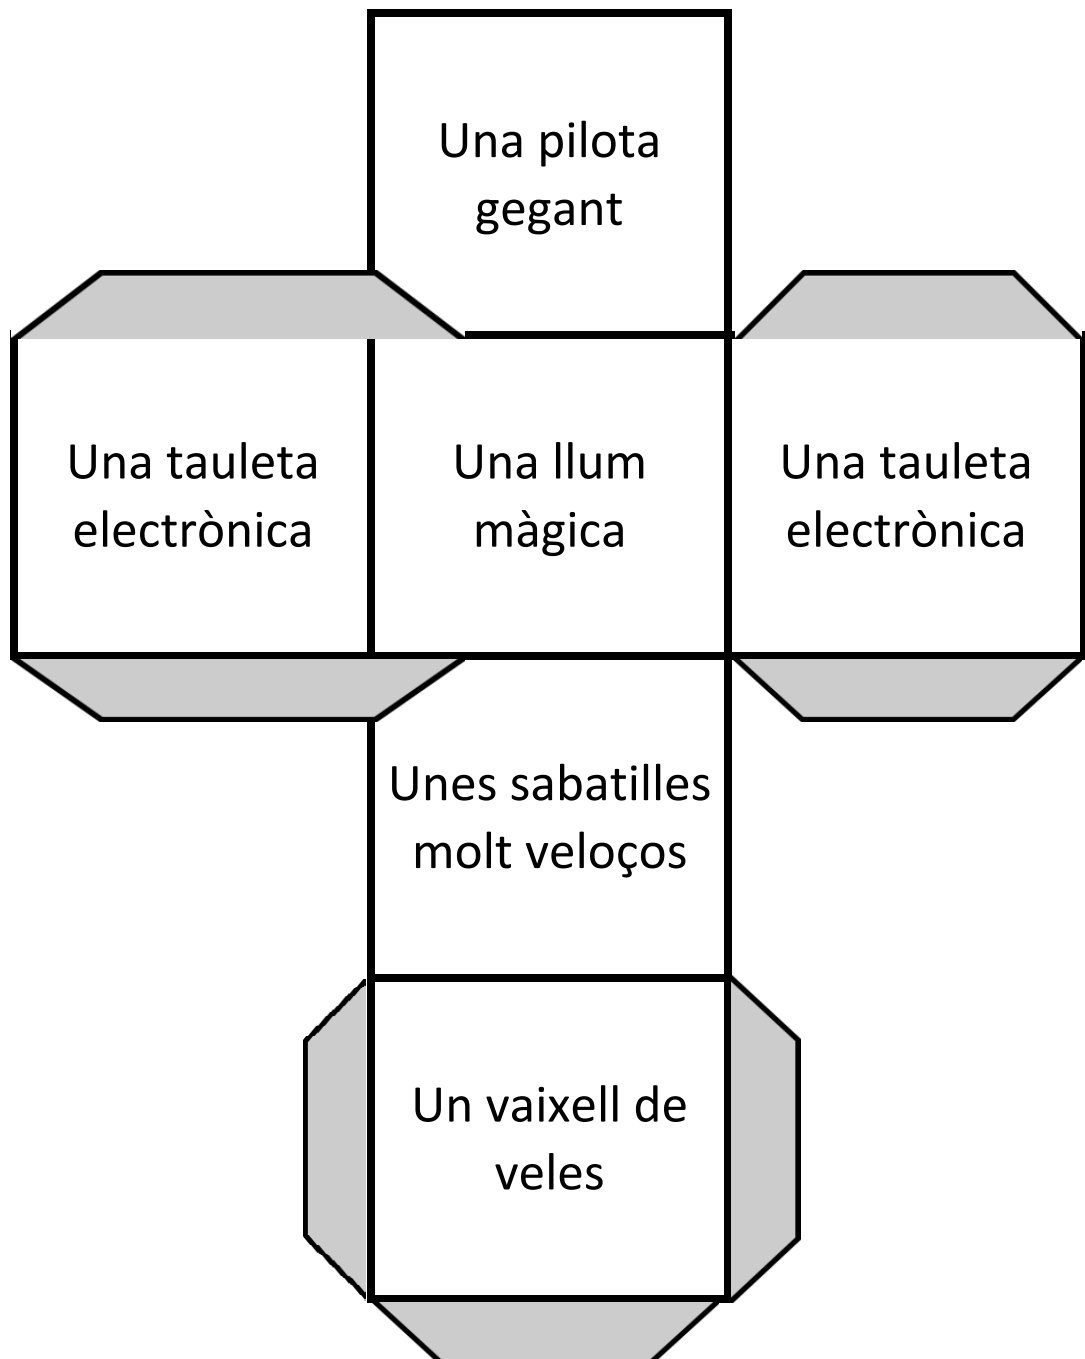 Una pilota
gegant
Una tauleta
electrònica
Una llum
màgica
Una tauleta
electrònica
Unes sabatilles
molt veloços
Un vaixell de
veles